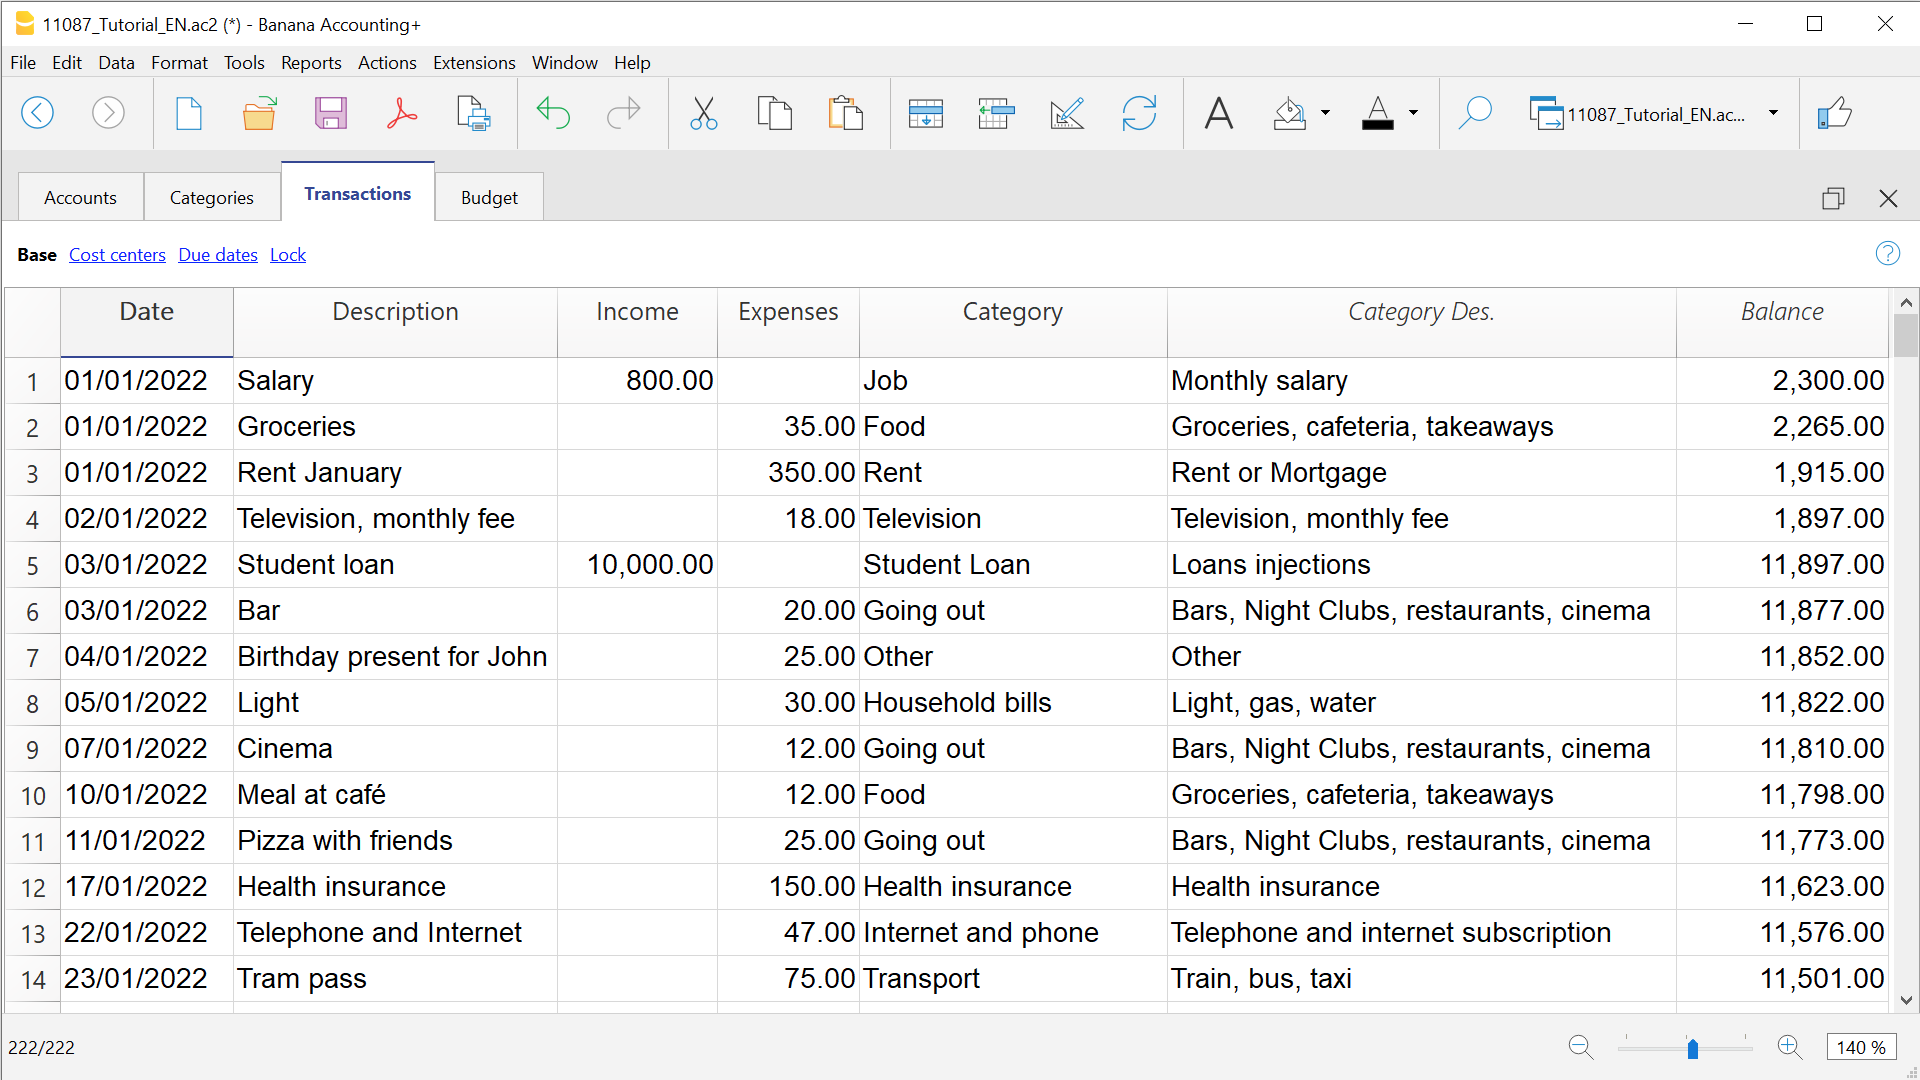 11087_Tutorial_EN.ac2 (*) - Banana Accounting+
File Edit Data Format Tools Reports Actions Extensions Window Help
A A 11087_Tutorial_EN.ac...
Accounts Categories Transactions Budget
Base Cost centers Due dates Lock ?
Date Description Income Expenses Category Category Des. Balance
1 01/01/2022 Salary 800.00 Job Monthly salary 2,300.00
2 01/01/2022 Groceries 35.00 Food Groceries, cafeteria, takeaways 2,265.00
3 01/01/2022 Rent January 350.00 Rent Rent or Mortgage 1,915.00
4 02/01/2022 Television, monthly fee 18.00 Television Television, monthly fee 1,897.00
5 03/01/2022 Student loan 10,000.00 Student Loan Loans injections 11,897.00
6 03/01/2022 Bar 20.00 Going out Bars, Night Clubs, restaurants, cinema 11,877.00
7 04/01/2022 Birthday present for John 25.00 Other Other 11,852.00
8 05/01/2022 Light 30.00 Household bills Light, gas, water 11,822.00
9 07/01/2022 Cinema 12.00 Going out Bars, Night Clubs, restaurants, cinema 11,810.00
10 10/01/2022 Meal at café 12.00 Food Groceries, cafeteria, takeaways 11,798.00
11 11/01/2022 Pizza with friends 25.00 Going out Bars, Night Clubs, restaurants, cinema 11,773.00
12 17/01/2022 Health insurance 150.00 Health insurance Health insurance 11,623.00
13 22/01/2022 Telephone and Internet 47.00 Internet and phone Telephone and internet subscription 11,576.00
14 23/01/2022 Tram pass 75.00 Transport Train, bus, taxi 11,501.00
222/222 140 %